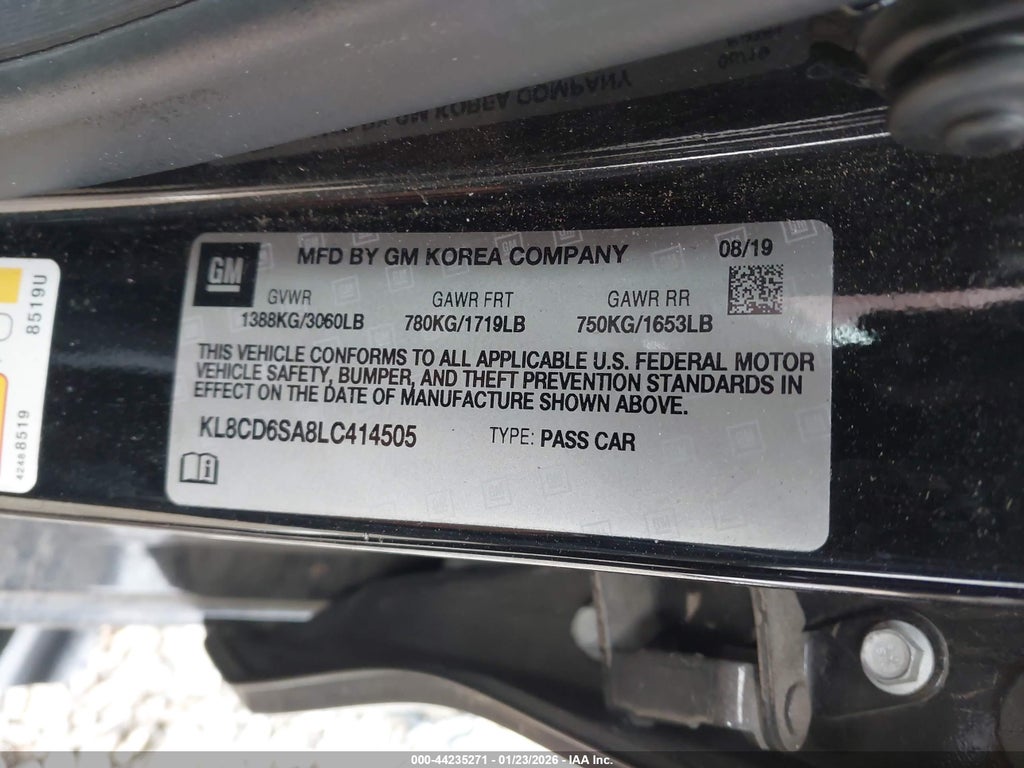 MFD BY GM KOREA COMPANY
08/19
GM
GVWR
GAWR FRT
GAWR RR
1388KG/3060LB
780KG/1719LB
750KG/1653LB
THIS VEHICLE CONFORMS TO ALL APPLICABLE U.S. FEDERAL MOTOR
VEHICLE SAFETY, BUMPER, AND THEFT PREVENTION STANDARDS IN
EFFECT ON THE DATE OF MANUFACTURE SHOWN ABOVE.
KL8CD6SA8LC414505
TYPE: PASS CAR
8519U
42488519
000-44235271 - 01/23/2026 - IAA Inc.